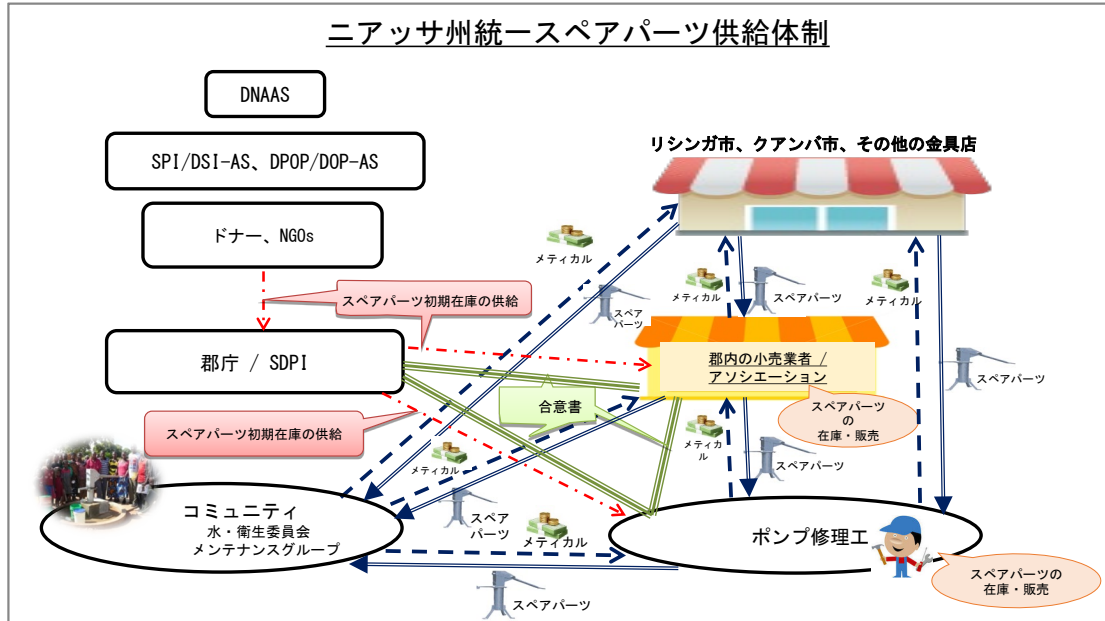 ニアッサ州統一スペアパーツ供給体制
DNAAS
SPI/DSI-AS、DPOP/DOP-AS
リシンガ市、クアンバ市、その他の金具店
ドナー、NGOs
メティカル
スペアパーツ初期在庫の供給
メティカル
スペアパーツ
メティカル
スペア
パーツ
郡庁 / SDPI
郡内の小売業者 /
アソシエーション
スペアパーツ
合意書
スペアパーツ
の
在庫・販売
スペアパーツ初期在庫の供給
メティカル
メティカ
ル
スペアパーツ
コミュニティ
水・衛生委員会
メンテナンスグループ
スペア
パーツ
メティカル
ポンプ修理工
スペアパーツの
在庫・販売
スペアパーツ